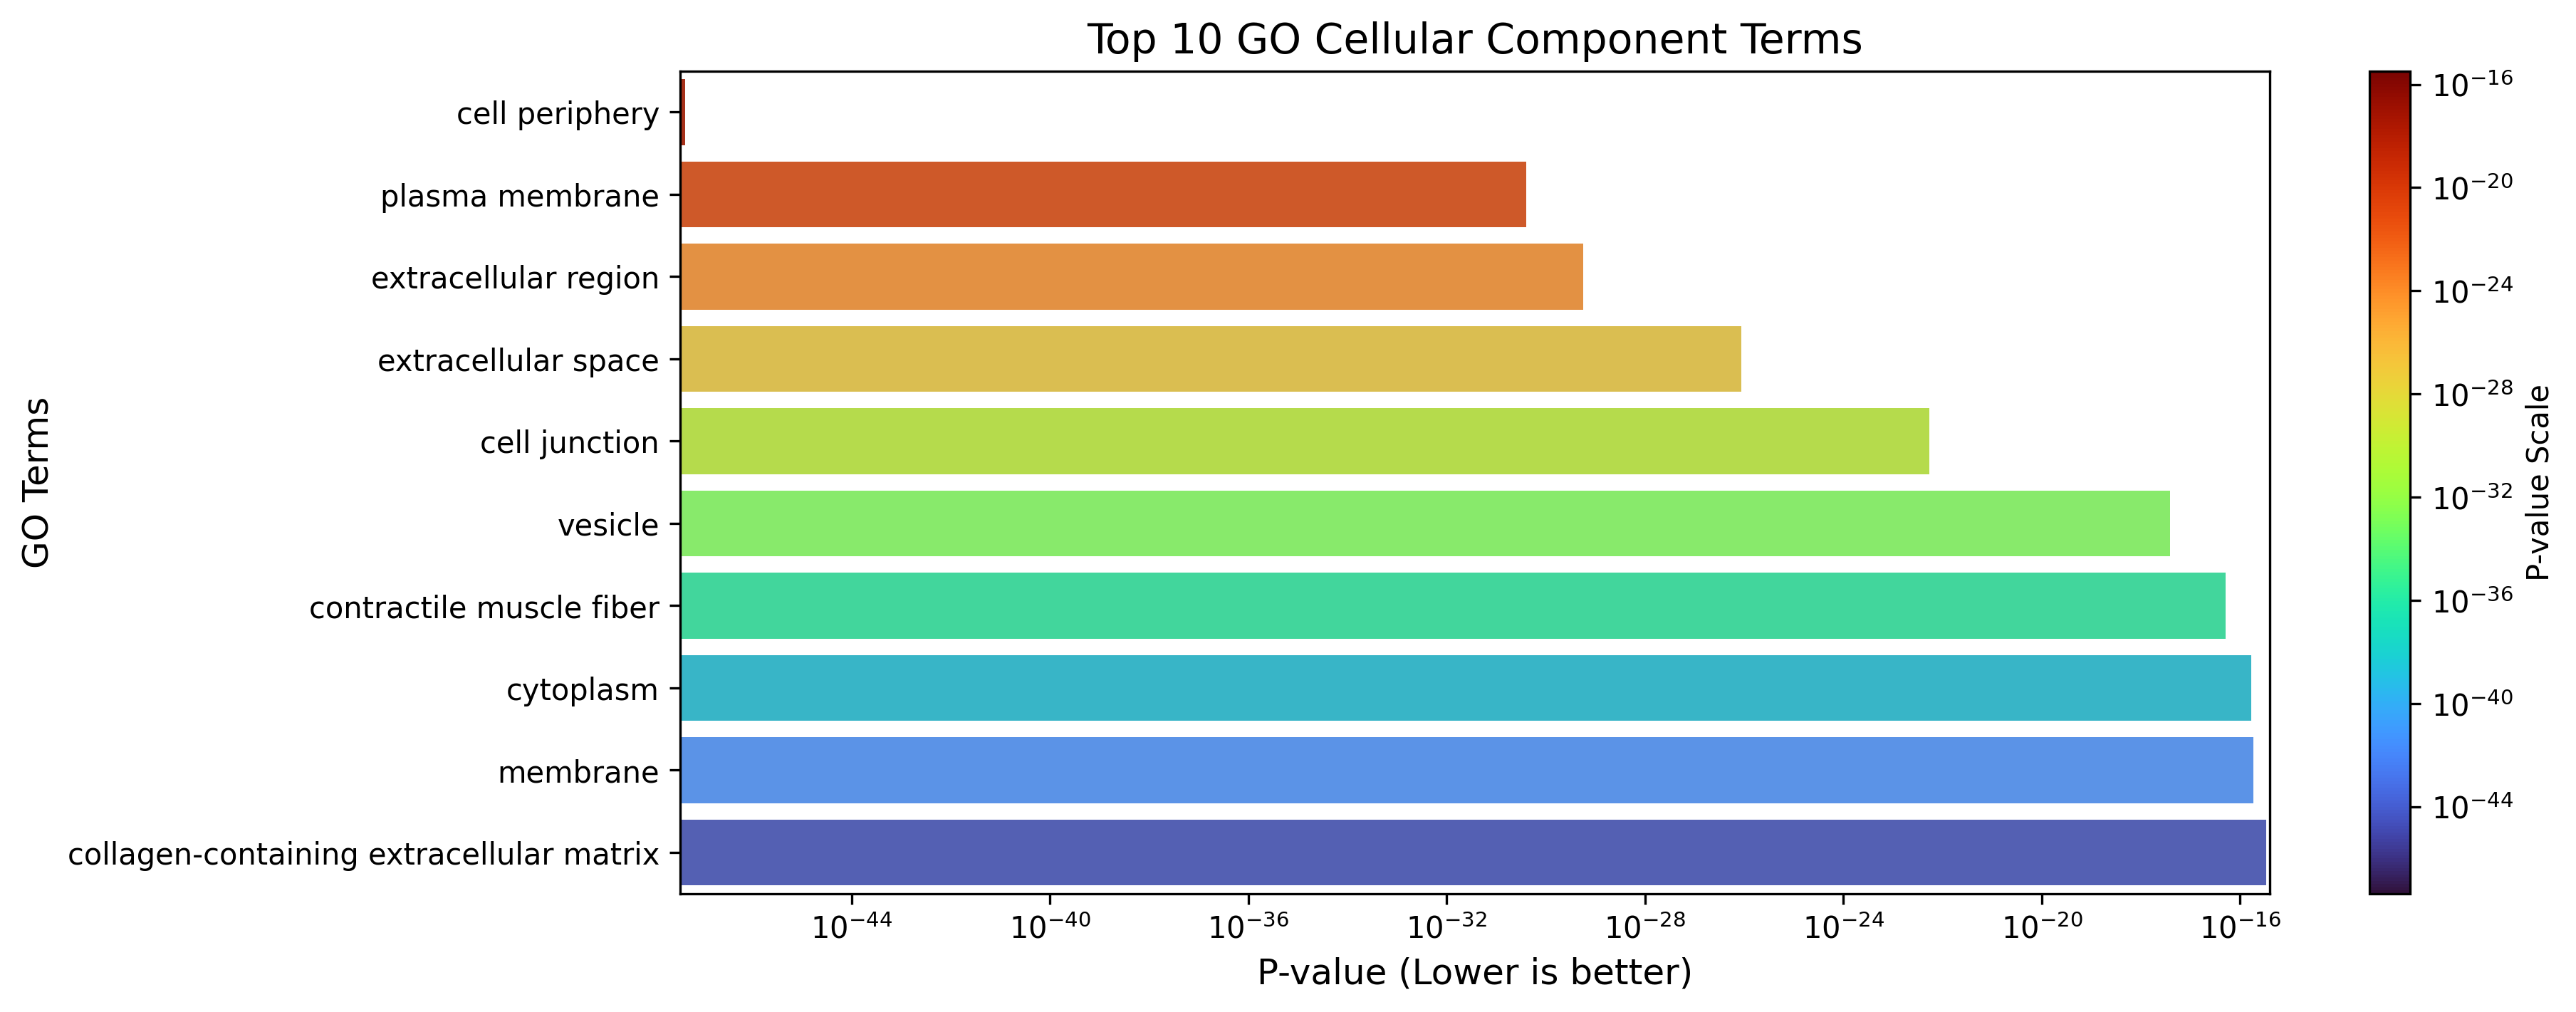 Top 10 GO Cellular Component Terms
GO Terms
cell periphery
plasma membrane
extracellular region
extracellular space
cell junction
vesicle
contractile muscle fiber
cytoplasm
membrane
collagen-containing extracellular matrix
10⁻⁴⁴ 10⁻⁴⁰ 10⁻³⁶ 10⁻³² 10⁻²⁸ 10⁻²⁴ 10⁻²⁰ 10⁻¹⁶
P-value (Lower is better)
10⁻¹⁶
10⁻²⁰
10⁻²⁴
10⁻²⁸
10⁻³²
10⁻³⁶
10⁻⁴⁰
10⁻⁴⁴
P-value Scale